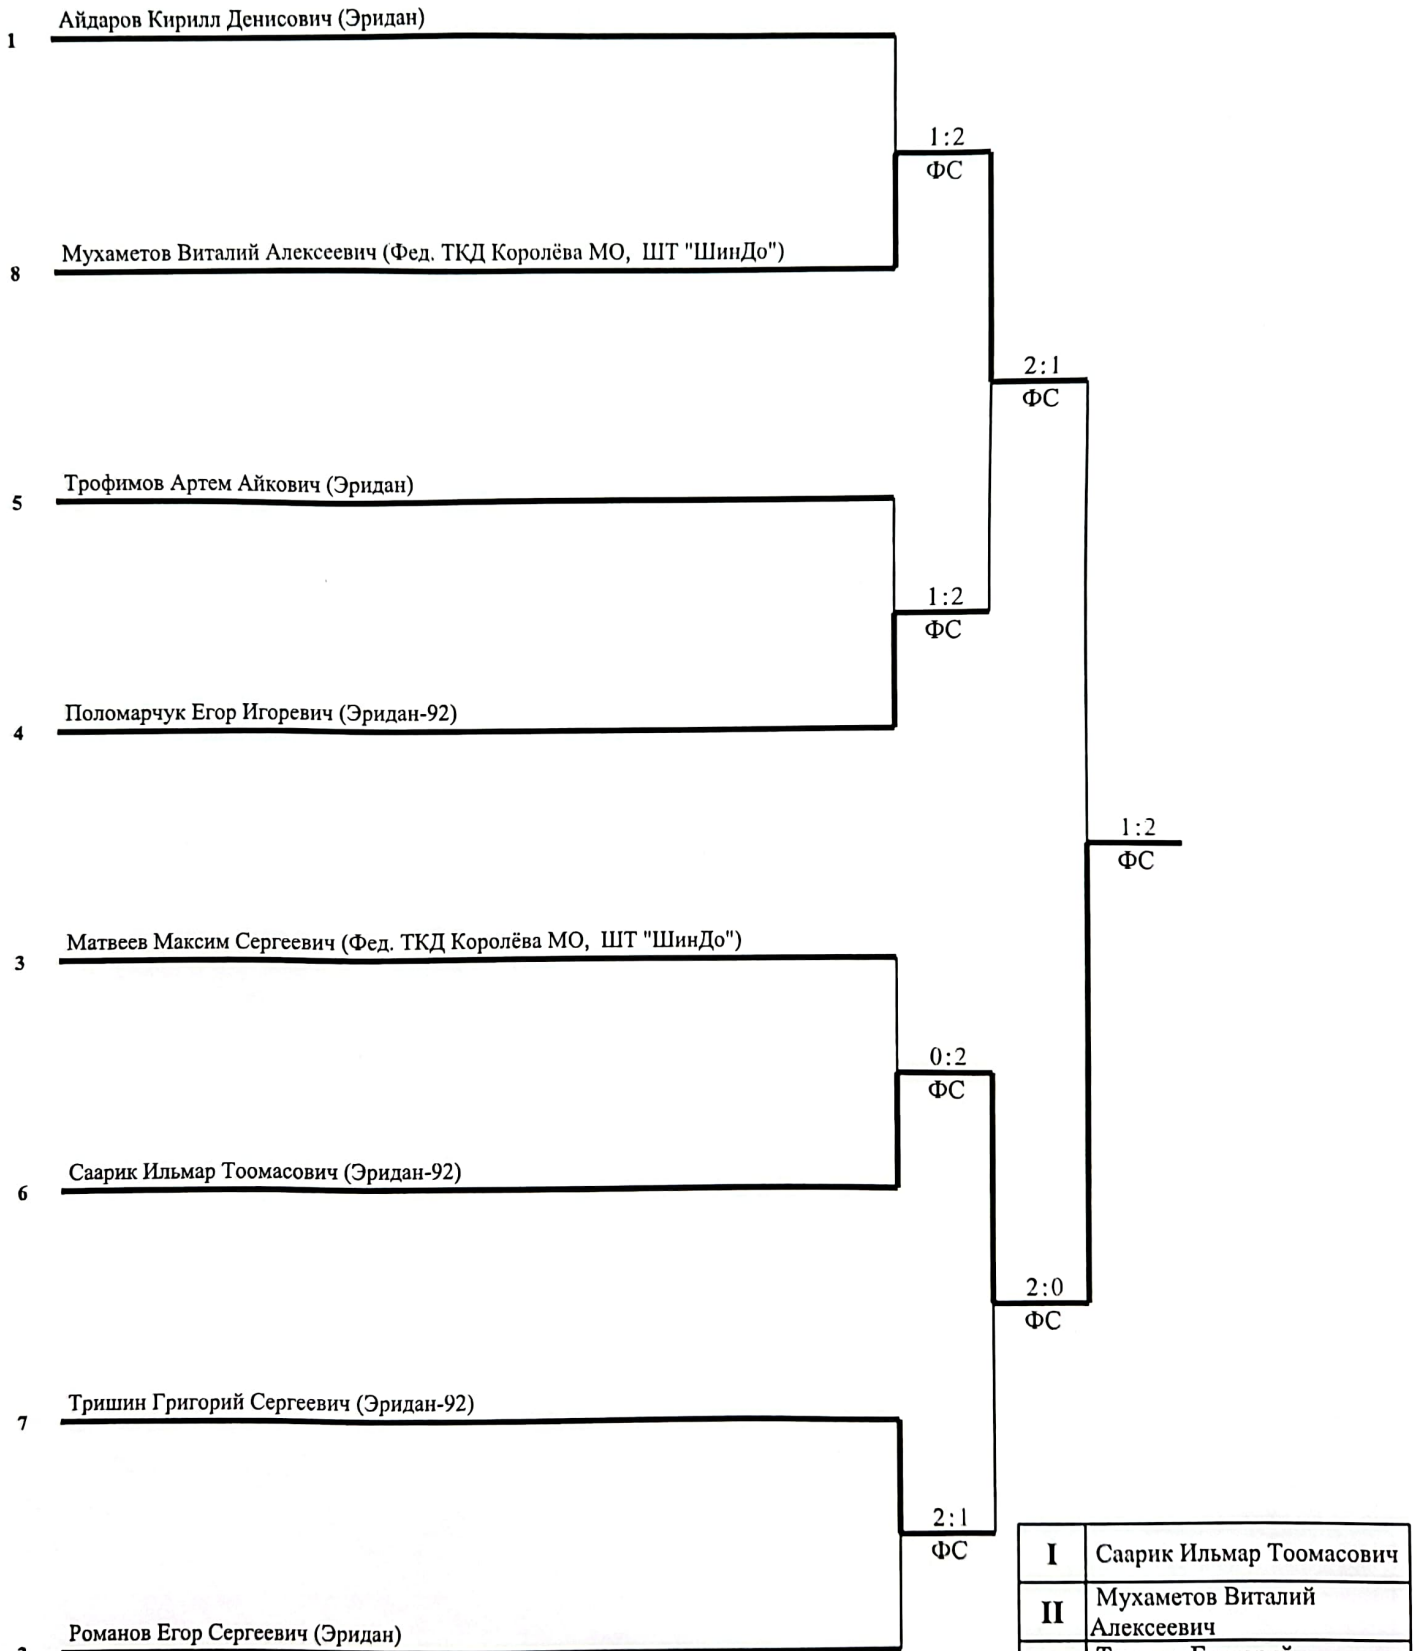 Айдаров Кирилл Денисович (Эридан)
1
1:2
ФС
Мухаметов Виталий Алексеевич (Фед. ТКД Королёва МО, ШТ "ШинДо")
8
2:1
ФС
Трофимов Артем Айкович (Эридан)
5
1:2
ФС
Поломарчук Егор Игоревич (Эридан-92)
4
1:2
ФС
Матвеев Максим Сергеевич (Фед. ТКД Королёва МО, ШТ "ШинДо")
3
0:2
ФС
Саарик Ильмар Тоомасович (Эридан-92)
6
2:0
ФС
Тришин Григорий Сергеевич (Эридан-92)
7
2:1
ФС
I Саарик Ильмар Тоомасович
II Мухаметов Виталий
Алексеевич
Романов Егор Сергеевич (Эридан)